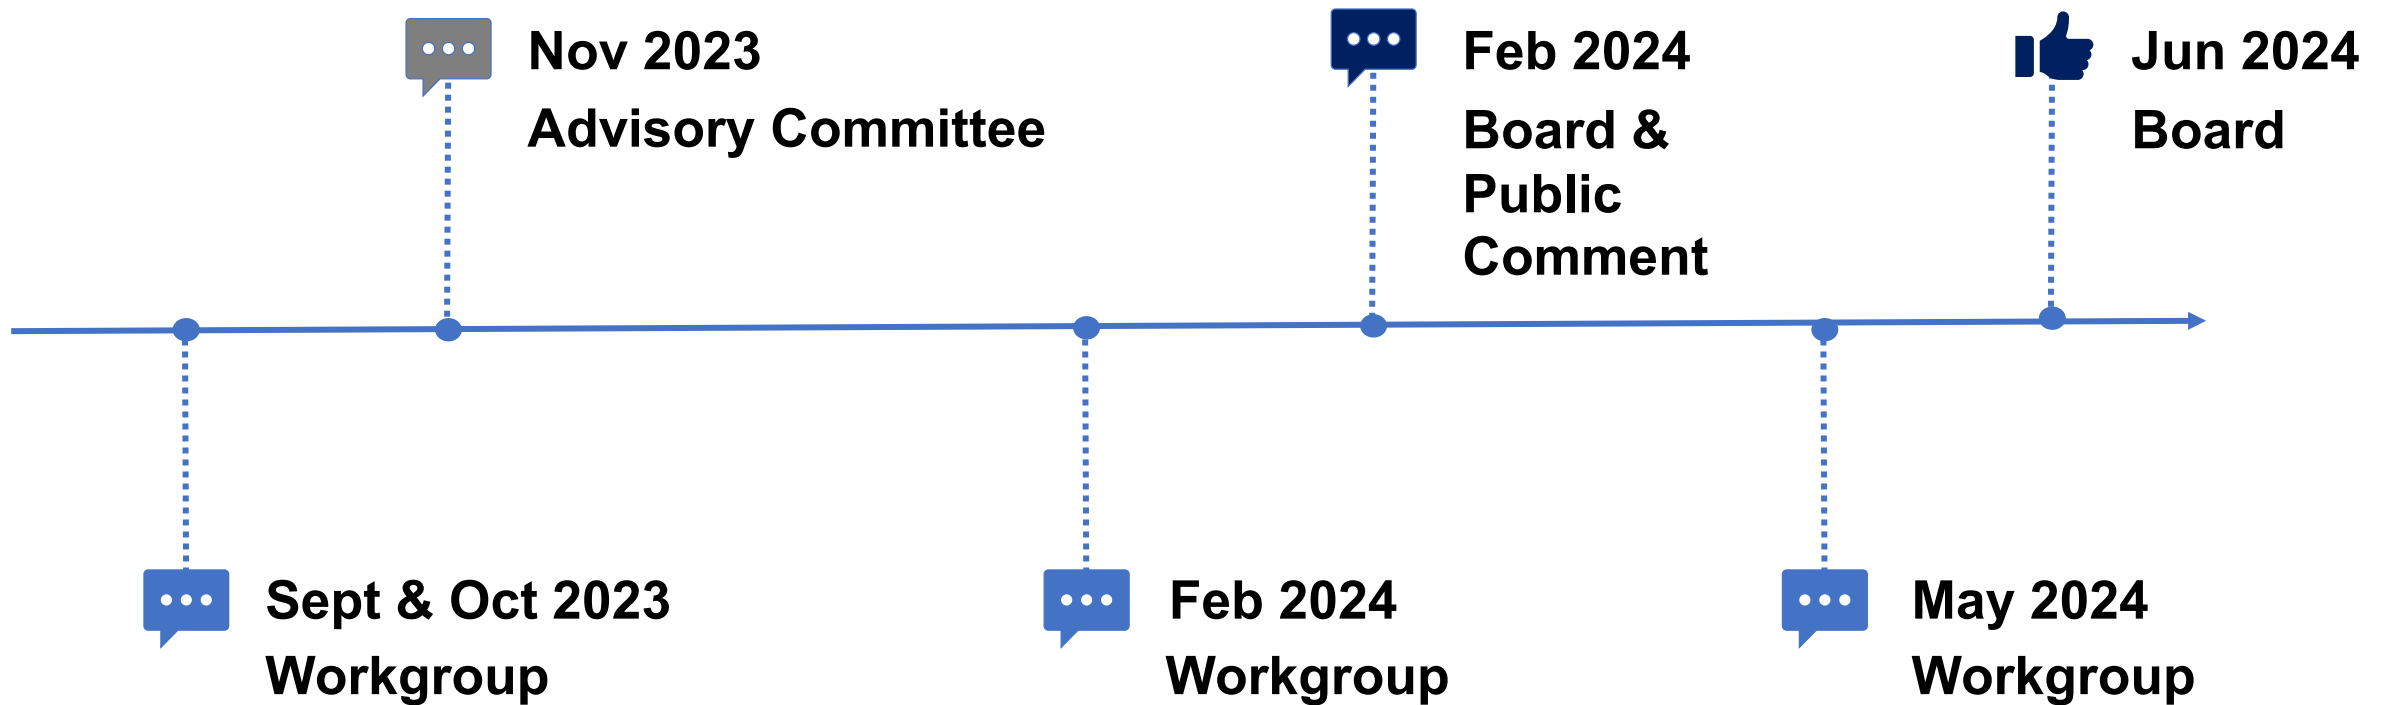 Nov 2023
Advisory Committee
Feb 2024
Board &
Public
Comment
Jun 2024
Board
Sept & Oct 2023
Workgroup
Feb 2024
Workgroup
May 2024
Workgroup